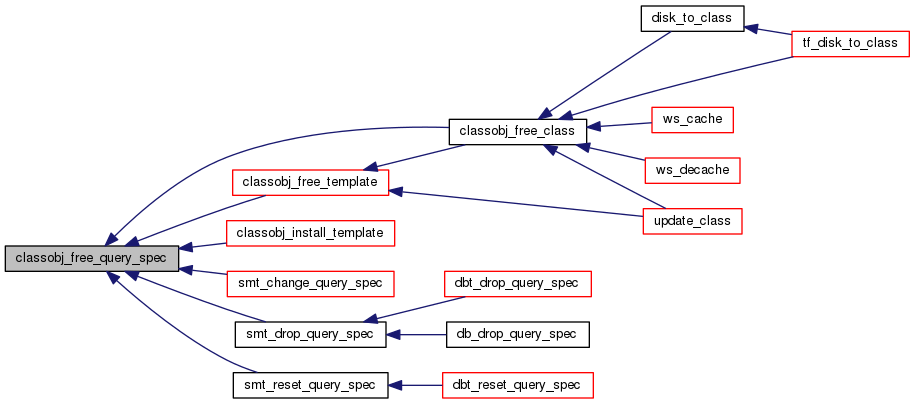 disk_to_class
tf_disk_to_class
ws_cache
classobj_free_class
ws_decache
classobj_free_template
update_class
classobj_install_template
classobj_free_query_spec
smt_change_query_spec
dbt_drop_query_spec
smt_drop_query_spec
db_drop_query_spec
smt_reset_query_spec
dbt_reset_query_spec